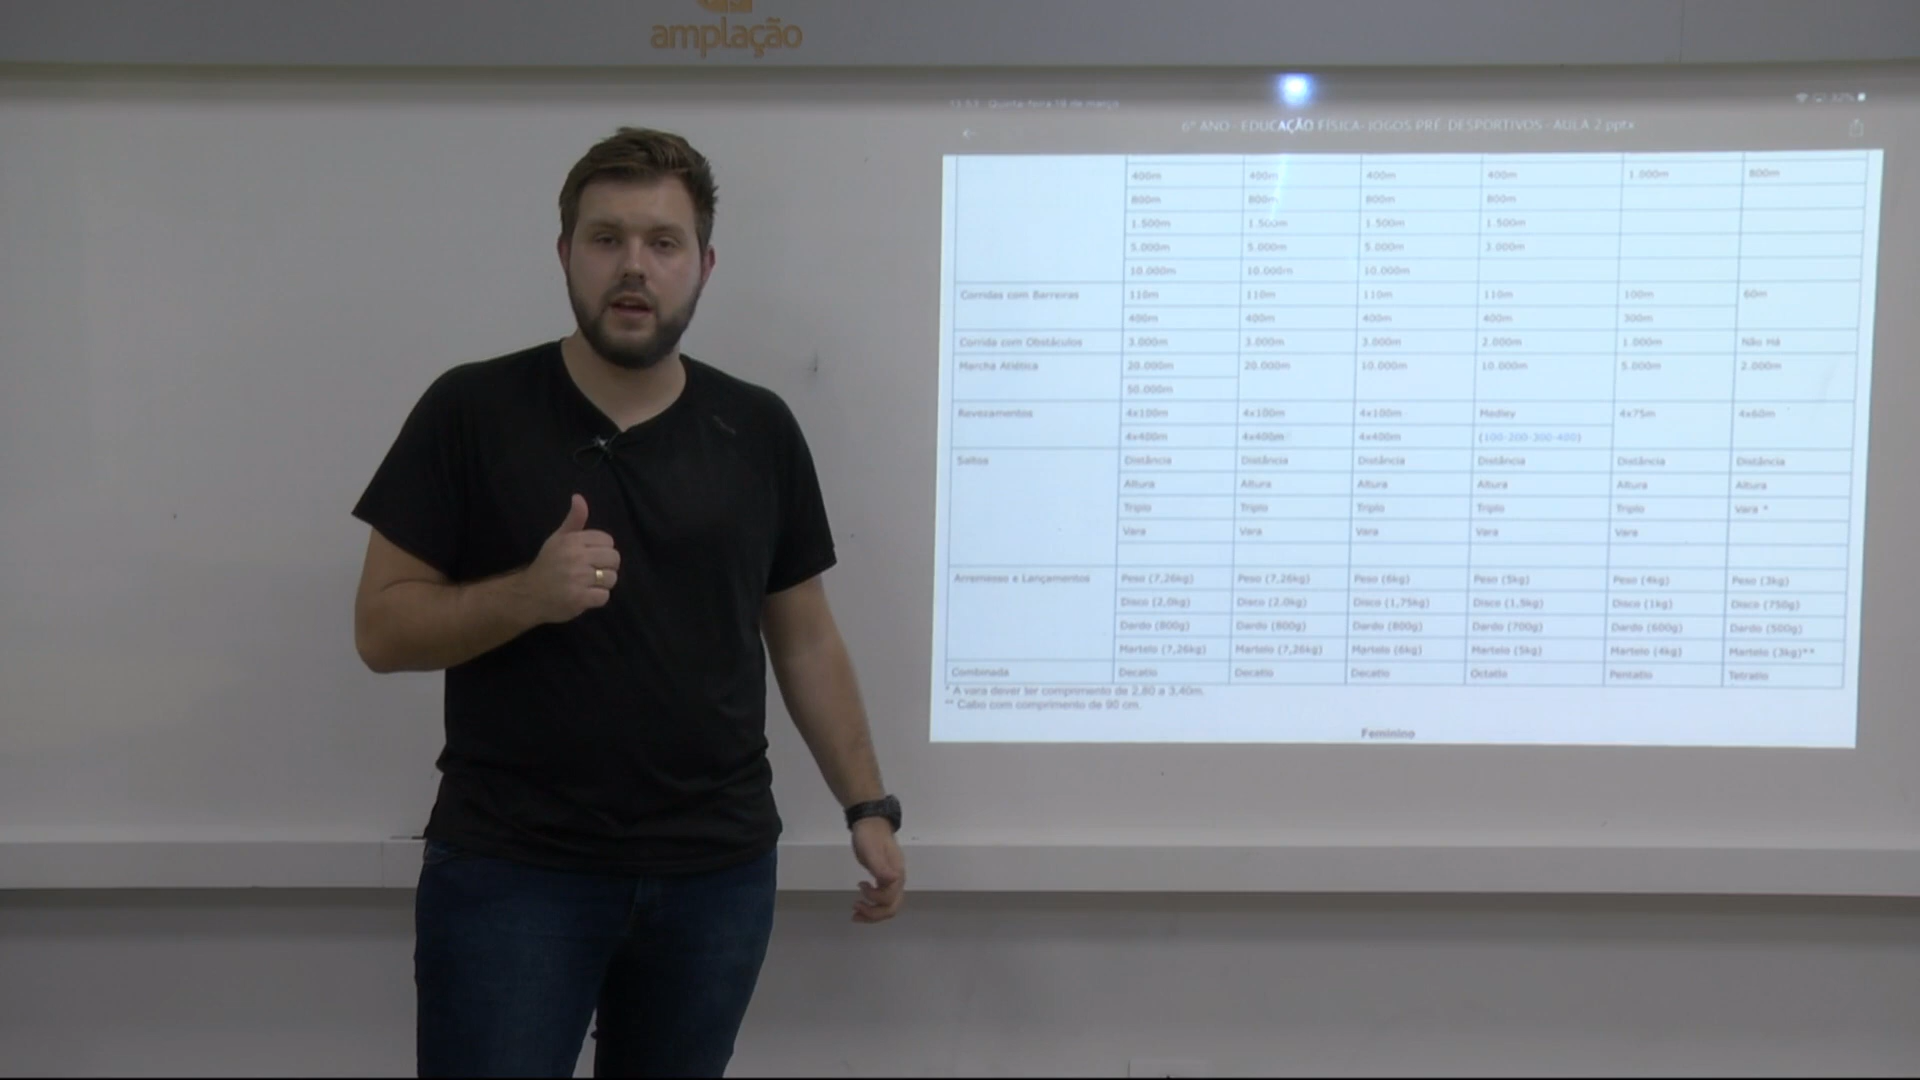 amplação
13:53 Quinta-feira 19 de março 82%
6º ANO - EDUCAÇÃO FÍSICA- JOGOS PRÉ-DESPORTIVOS - AULA 2.pptx
400m 400m 400m 400m 1.000m 800m
800m 800m 800m 800m
1.500m 1.500m 1.500m 1.500m
5.000m 5.000m 5.000m 3.000m
10.000m 10.000m 10.000m
Corridas com Barreiras 110m 110m 110m 110m 100m 60m
400m 400m 400m 400m 300m
Corrida com Obstáculos 3.000m 3.000m 3.000m 2.000m 1.000m Não Há
Marcha Atlética 20.000m 20.000m 10.000m 10.000m 5.000m 2.000m
50.000m
Revezamentos 4x100m 4x100m 4x100m Medley 4x75m 4x60m
4x400m 4x400m 4x400m (100-200-300-400)
Saltos Distância Distância Distância Distância Distância Distância
Altura Altura Altura Altura Altura Altura
Triplo Triplo Triplo Triplo Triplo Vara *
Vara Vara Vara Vara Vara
Arremesso e Lançamentos Peso (7,26kg) Peso (7,26kg) Peso (6kg) Peso (5kg) Peso (4kg) Peso (3kg)
Disco (2,0kg) Disco (2.0kg) Disco (1,75kg) Disco (1,5kg) Disco (1kg) Disco (750g)
Dardo (800g) Dardo (800g) Dardo (800g) Dardo (700g) Dardo (600g) Dardo (500g)
Martelo (7,26kg) Martelo (7,26kg) Martelo (6kg) Martelo (5kg) Martelo (4kg) Martelo (3kg)**
Combinada Decatlo Decatlo Decatlo Octatlo Pentatlo Tetratlo
* A vara dever ter comprimento de 2,80 a 3,40m.
** Cabo com comprimento de 90 cm.
Feminino